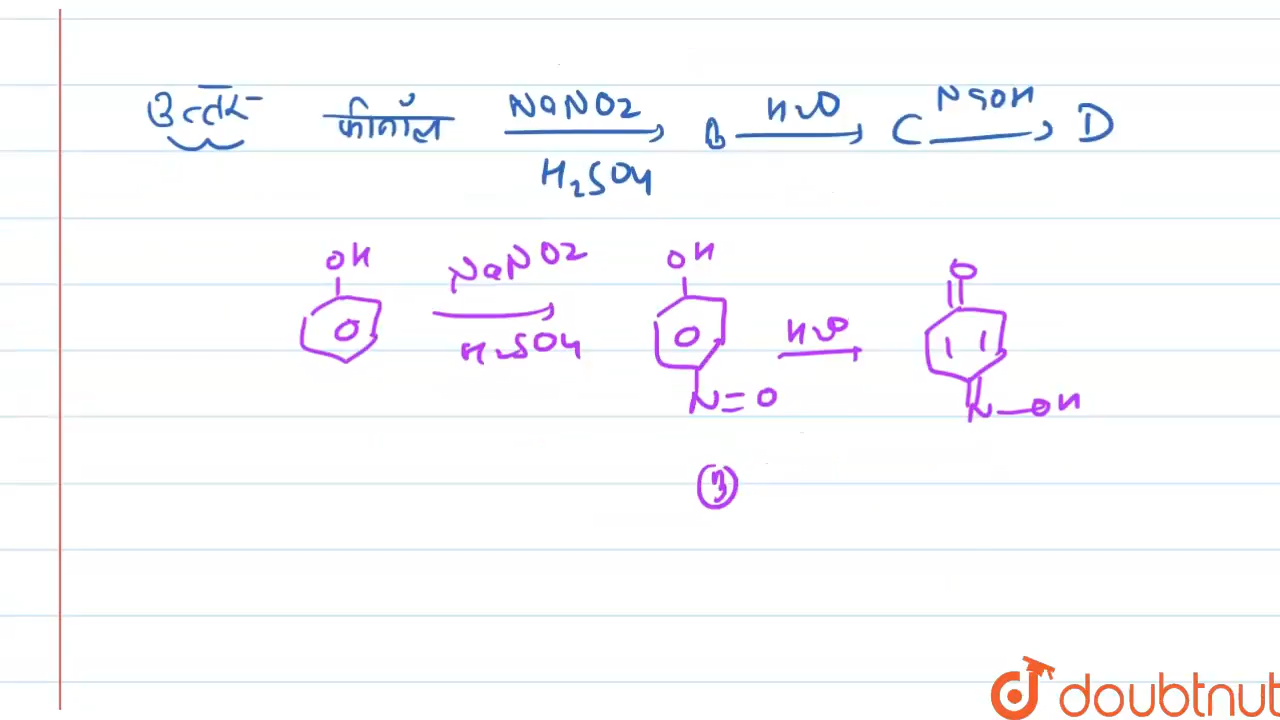 उत्तर फीनॉल NaNO2 H2SO4 B H2O C NaOH D
OH NaNO2 H2SO4 OH N=O H2O O N-OH
B
doubtnut